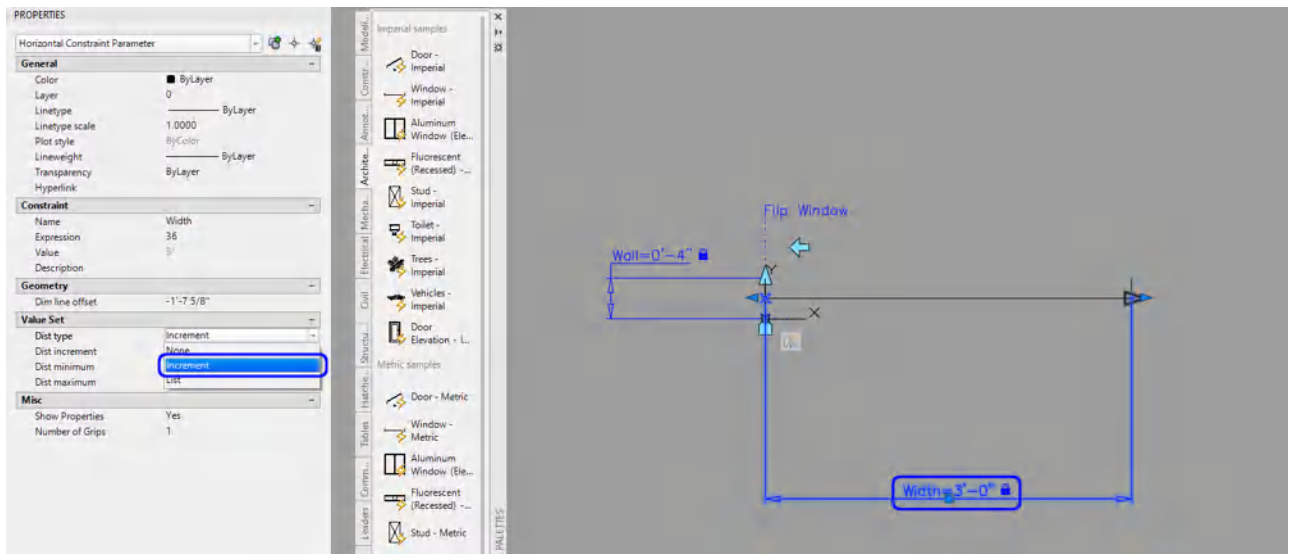 PROPERTIES
Horizontal Constraint Parameter
General
Color ByLayer
Layer 0
Linetype ByLayer
Linetype scale 1.0000
Plot style ByColor
Lineweight ByLayer
Transparency ByLayer
Hyperlink
Constraint
Name Width
Expression 36
Value 3'
Description
Geometry
Dim line offset -1'-7 5/8"
Value Set
Dist type Increment
Dist increment None
Dist minimum Increment
Dist maximum List
Misc
Show Properties Yes
Number of Grips 1
Modeli...
Constr...
Annot...
Archite...
Mecha...
Electrical
Civil
Structu...
Hatche...
Tables
Comm...
Leaders
Imperial samples
Door -
Imperial
Window -
Imperial
Aluminum
Window (Ele...
Fluorescent
(Recessed) -...
Stud -
Imperial
Toilet -
Imperial
Trees -
Imperial
Vehicles -
Imperial
Door
Elevation - I...
Metric samples
Door - Metric
Window -
Metric
Aluminum
Window (Ele...
Fluorescent
(Recessed) -...
Stud - Metric
PALETTES
Flip Window
Wall=0'-4"
Y
X
Width=3'-0"